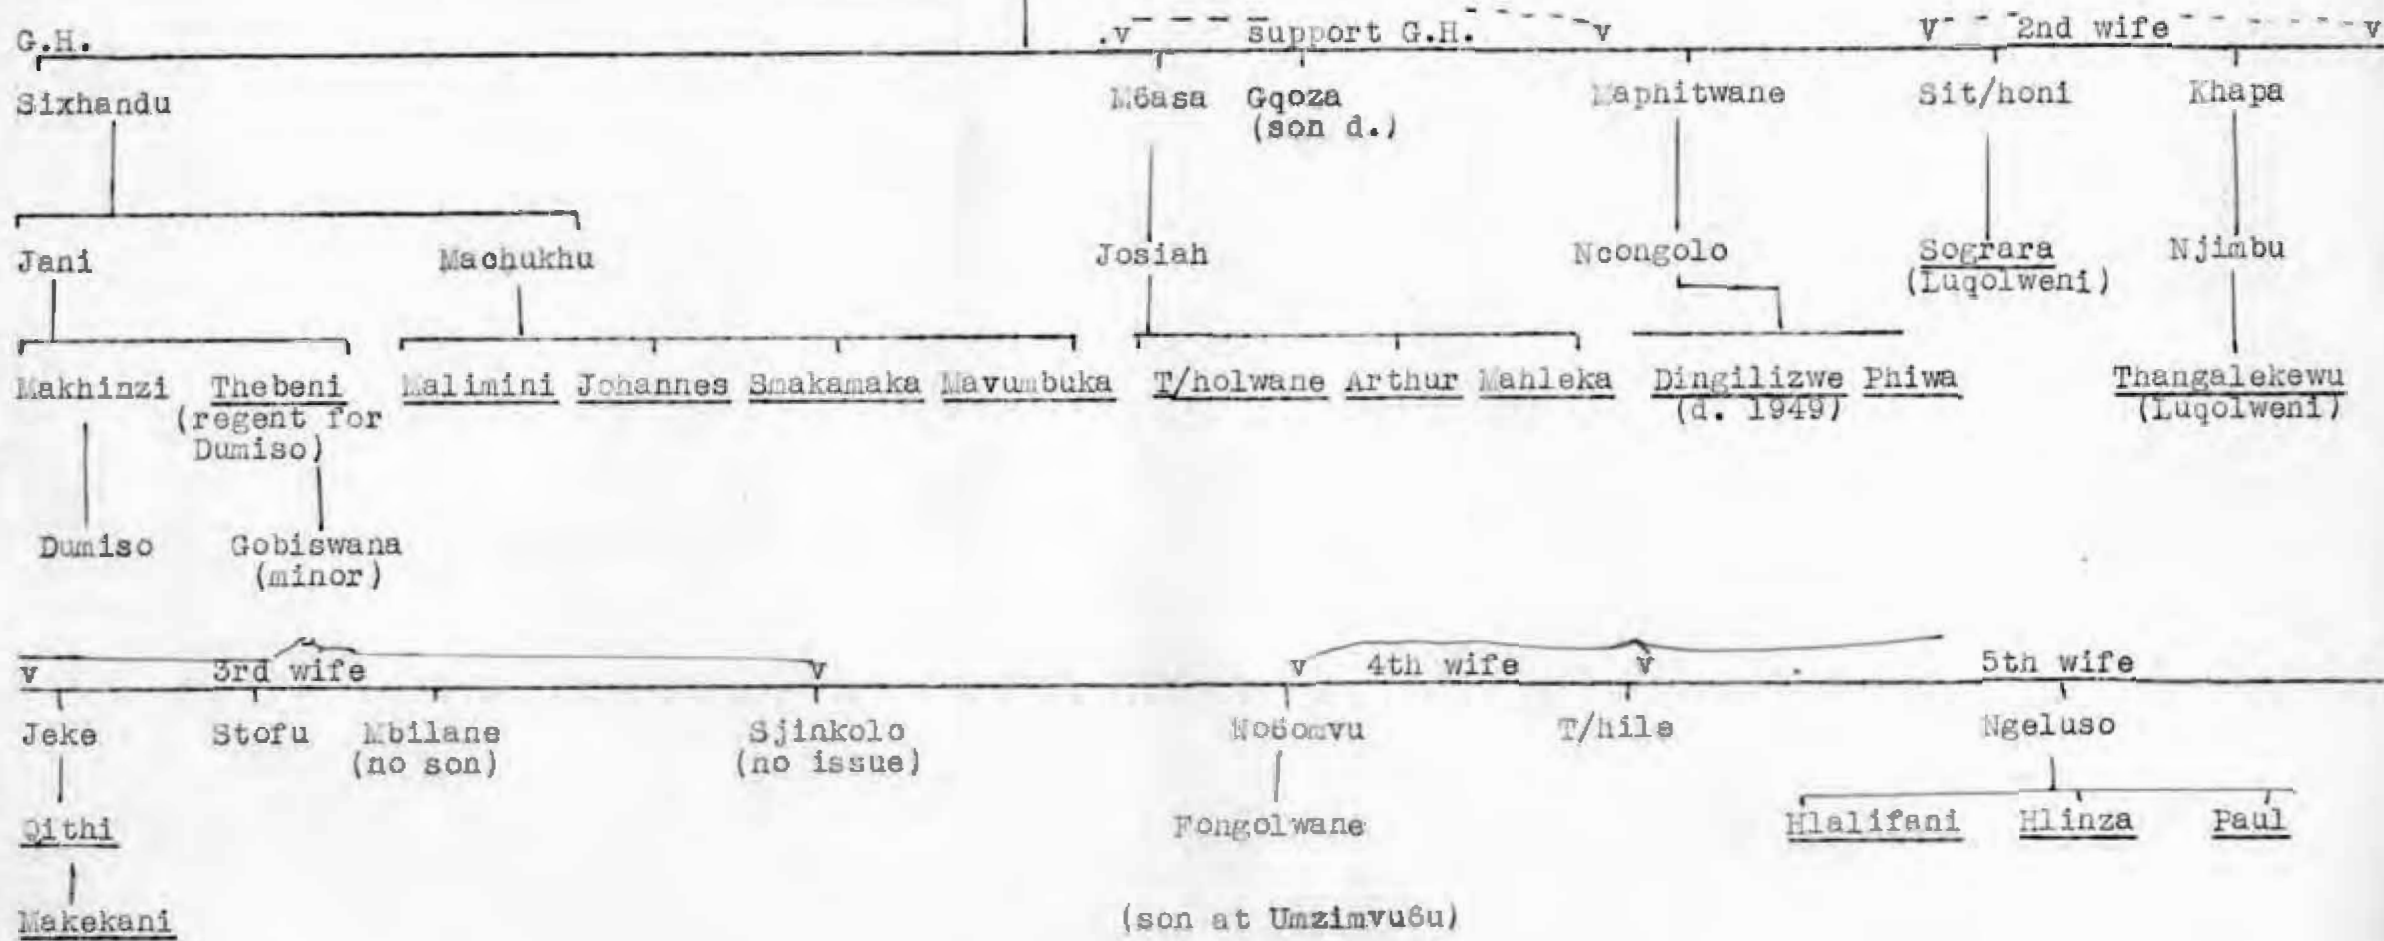 .v support G.H. v V 2nd wife v
G.H.
Sixhandu Mɓasa Gqoza Maphitwane Sit/honi Khapa
(son d.)
Jani Machukhu Josiah Ncongolo Sograra Njimbu
(Luqolweni)
Makhinzi Thebeni Malimini Johannes Smakamaka Mavumbuka T/holwane Arthur Mahleka Dingilizwe Phiwa Thangalekewu
(regent for (d. 1949) (Luqolweni)
Dumiso)
Dumiso Gobiswana
(minor)
v 3rd wife v v 4th wife v 5th wife
Jeke Stofu Mbilane Sjinkolo Noɓomvu T/hile Ngeluso
(no son) (no issue)
Qithi Fongolwane Hlalifani Hlinza Paul
Makekani (son at Umzimvuɓu)